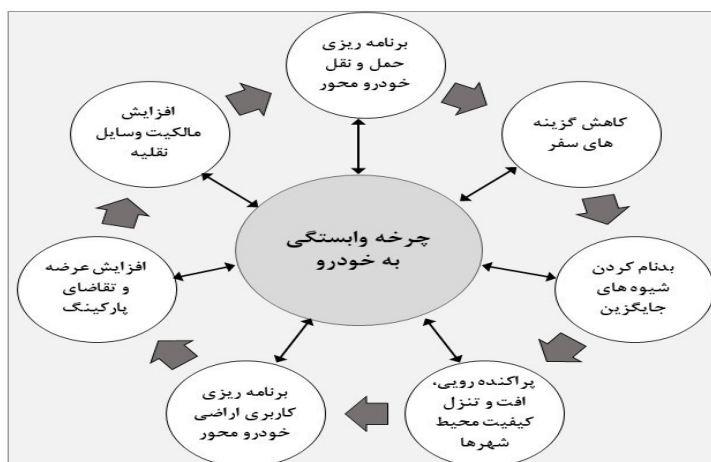 برنامه ریزی
حمل و نقل
خودرو محور
کاهش گزینه
های سفر
بدنام کردن
شیوه های
جایگزین
پراکنده رویی،
افت و تنزل
کیفیت محیط
شهرها
برنامه ریزی
کاربری اراضی
خودرو محور
افزایش عرضه
و تقاضای
پارکینگ
افزایش
مالکیت وسایل
نقلیه
چرخه وابستگی
به خودرو